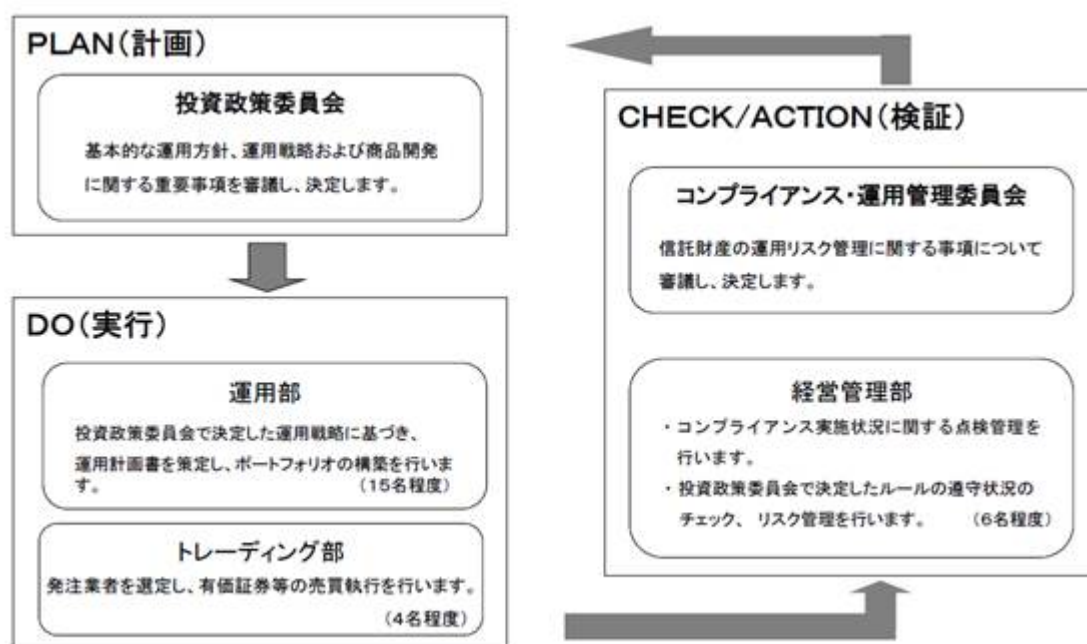 PLAN(計画)
投資政策委員会
基本的な運用方針、運用戦略および商品開発
に関する重要事項を審議し、決定します。
DO(実行)
運用部
投資政策委員会で決定した運用戦略に基づき、
運用計画書を策定し、ポートフォリオの構築を行いま
す。 (15名程度)
トレーディング部
発注業者を選定し、有価証券等の売買執行を行います。
(4名程度)
CHECK/ACTION(検証)
コンプライアンス・運用管理委員会
信託財産の運用リスク管理に関する事項について
審議し、決定します。
経営管理部
・コンプライアンス実施状況に関する点検管理を
行います。
・投資政策委員会で決定したルールの遵守状況の
チェック、 リスク管理を行います。 (6名程度)